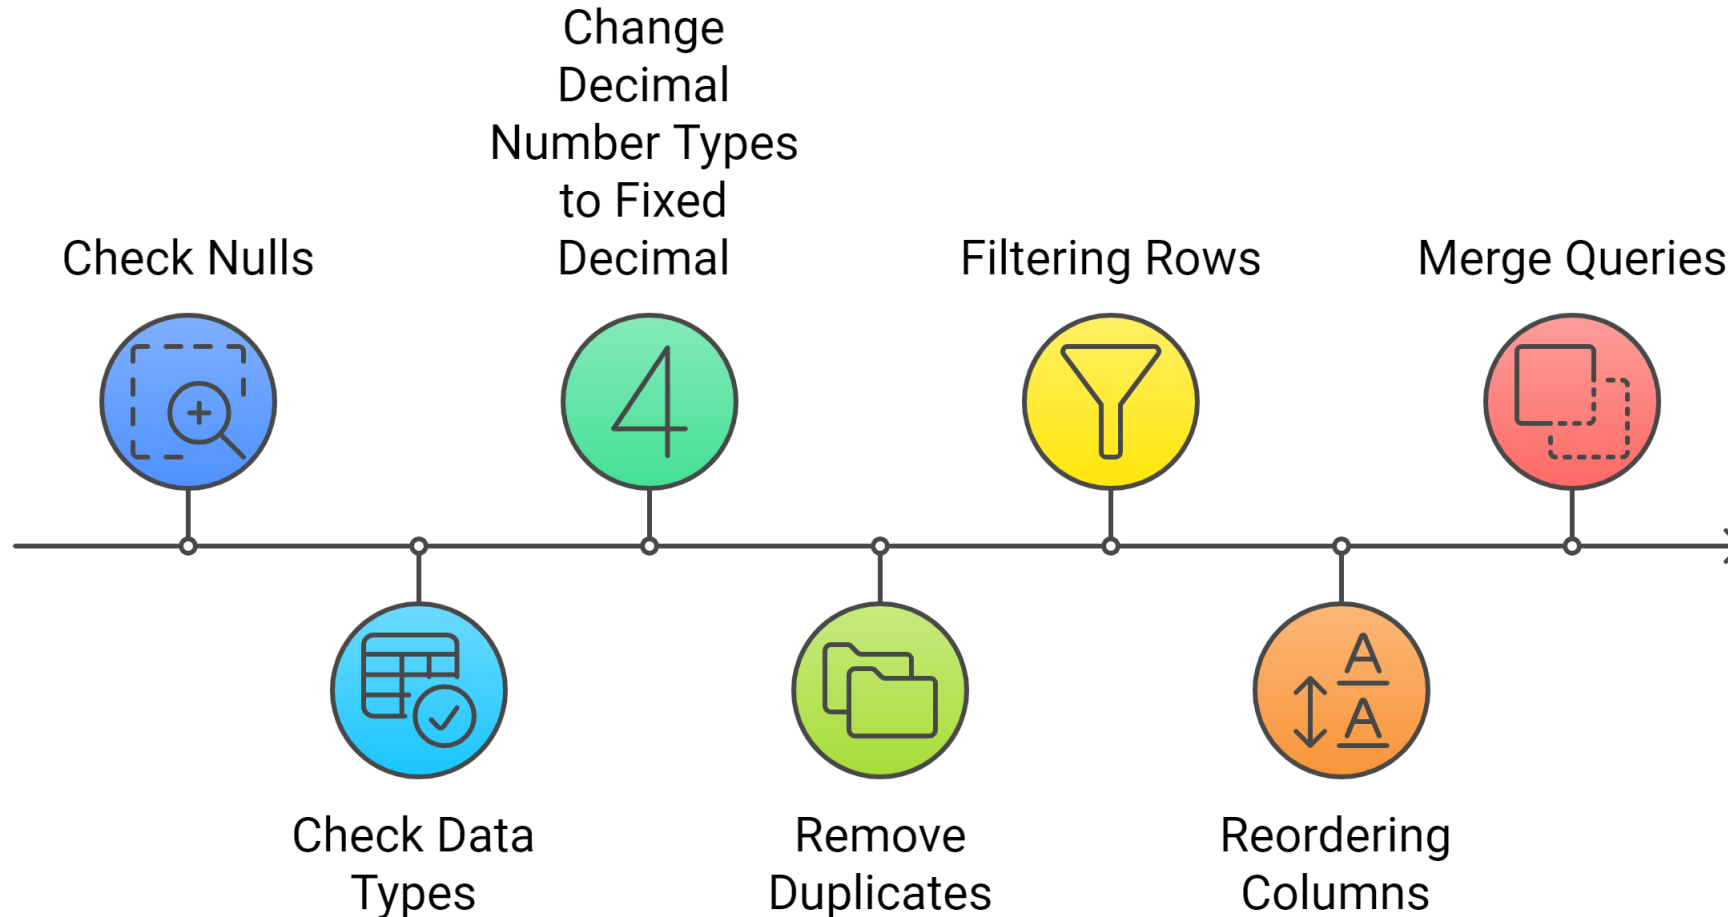 Check Nulls
Check Data
Types
Change
Decimal
Number Types
to Fixed
Decimal
4
Remove
Duplicates
Filtering Rows
Reordering
Columns
A
A
Merge Queries